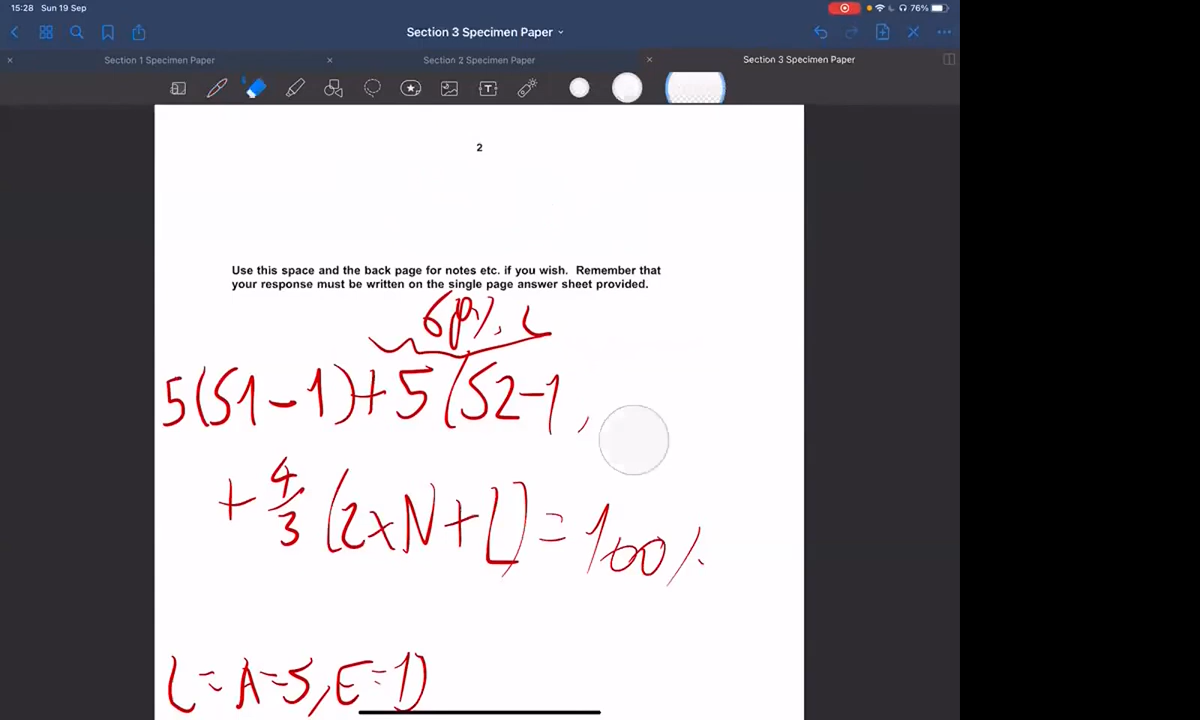 15:28 Sun 19 Sep 76%
Section 3 Specimen Paper
Section 1 Specimen Paper Section 2 Specimen Paper Section 3 Specimen Paper
T
2
Use this space and the back page for notes etc. if you wish. Remember that
your response must be written on the single page answer sheet provided.
60%. L
5(S1-1)+5(S2-1
+4/3 (2xN+L)=100%
L=A=5, E=1)